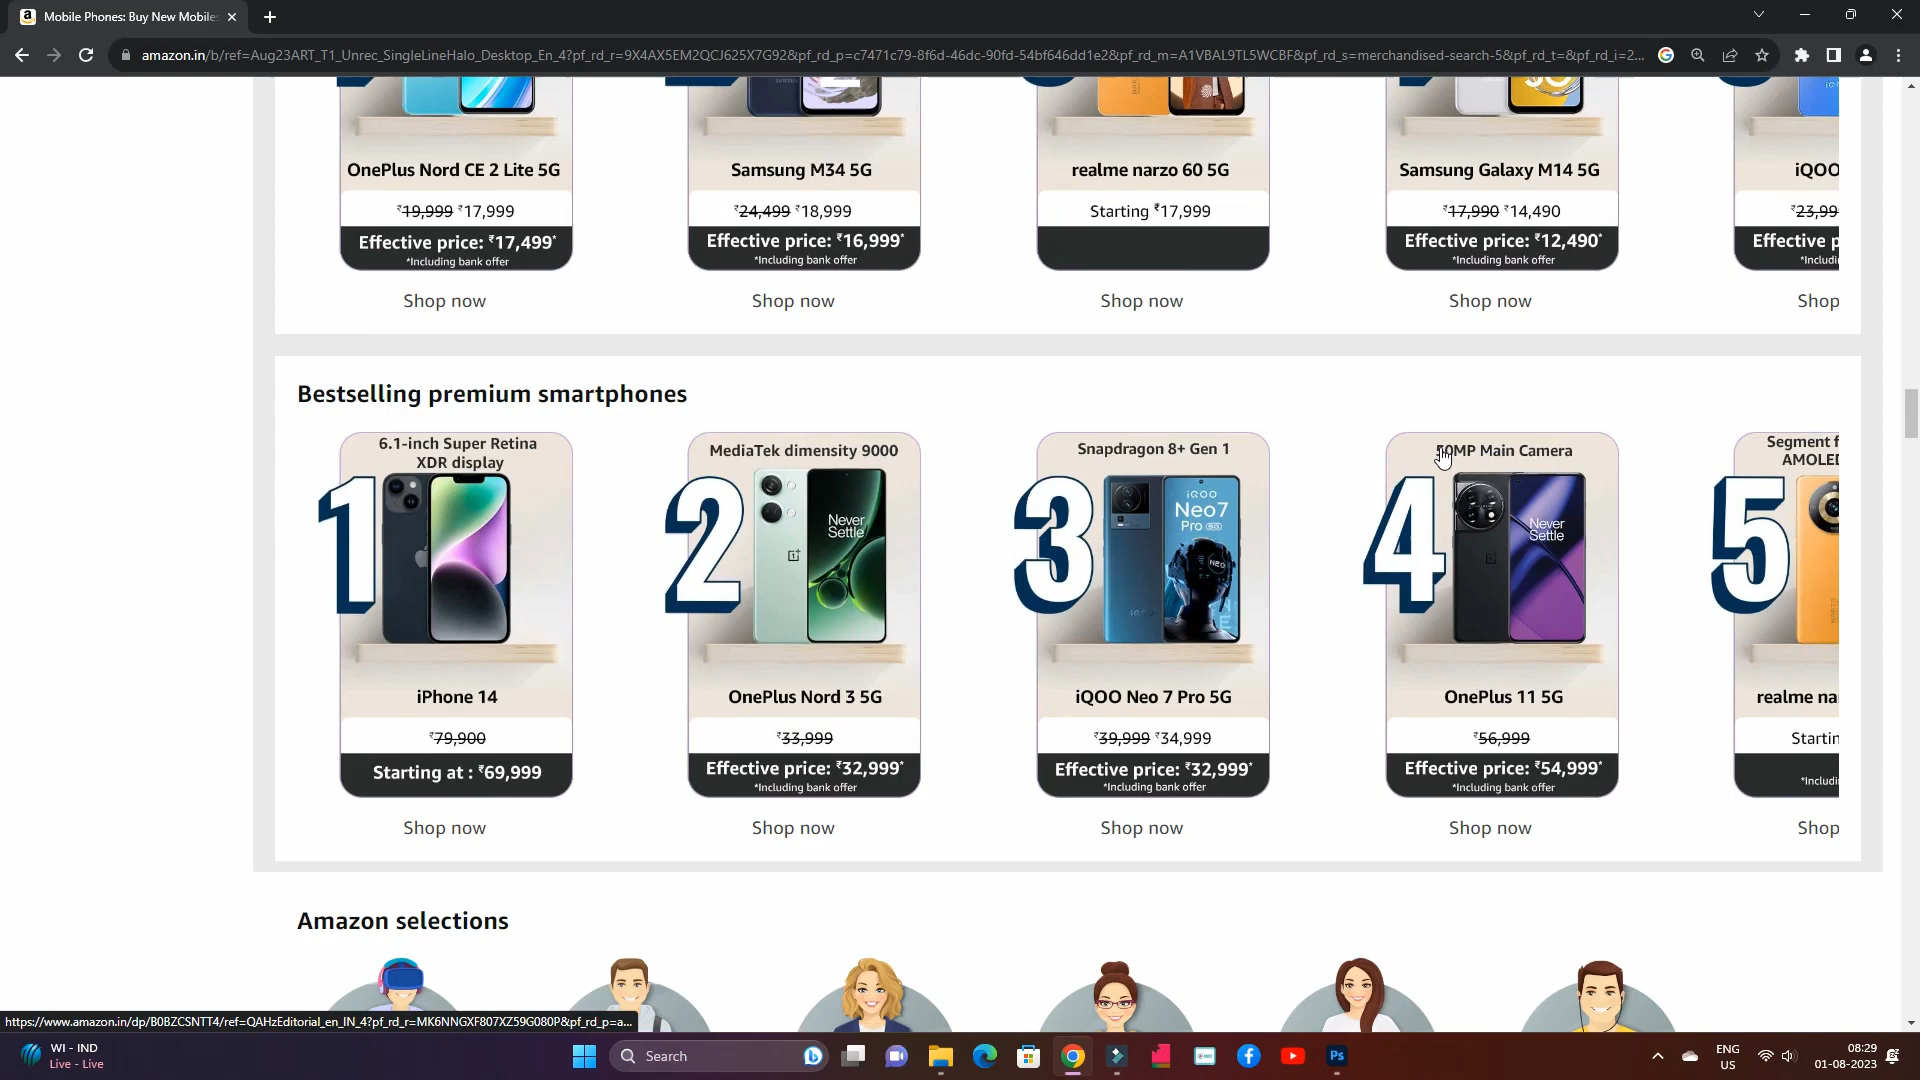 Mobile Phones: Buy New Mobile
amazon.in/b/ref=Aug23ART_T1_Unrec_SingleLineHalo_Desktop_En_4?pf_rd_r=9X4AX5EM2QCJ625X7G92&pf_rd_p=c7471c79-8f6d-46dc-90fd-54bf646dd1e2&pf_rd_m=A1VBAL9TL5WCBF&pf_rd_s=merchandised-search-5&pf_rd_t=&pf_rd_i=2...
OnePlus Nord CE 2 Lite 5G
₹19,999 ₹17,999
Effective price: ₹17,499*
*Including bank offer
Shop now
Samsung M34 5G
₹24,499 ₹18,999
Effective price: ₹16,999*
*Including bank offer
Shop now
realme narzo 60 5G
Starting ₹17,999
Shop now
Samsung Galaxy M14 5G
₹17,990 ₹14,490
Effective price: ₹12,490*
*Including bank offer
Shop now
iQOO
₹23,99
Effective p
*Includi
Shop
Bestselling premium smartphones
6.1-inch Super Retina
XDR display
1
iPhone 14
₹79,900
Starting at : ₹69,999
Shop now
MediaTek dimensity 9000
2
Never
Settle
OnePlus Nord 3 5G
₹33,999
Effective price: ₹32,999*
*Including bank offer
Shop now
Snapdragon 8+ Gen 1
3
iQOO
Neo7
Pro 5G
NEO
iQOO Neo 7 Pro 5G
₹39,999 ₹34,999
Effective price: ₹32,999*
*Including bank offer
Shop now
50MP Main Camera
4
Never
Settle
OnePlus 11 5G
₹56,999
Effective price: ₹54,999*
*Including bank offer
Shop now
Segment f
AMOLED
5
realme na
Startin
*Includi
Shop
Amazon selections
https://www.amazon.in/dp/B0BZCSNTT4/ref=QAHzEditorial_en_IN_4?pf_rd_r=MK6NNGXF807XZ59G080P&pf_rd_p=a...
WI - IND
Live - Live
Search
Ps
ENG
US
08:29
01-08-2023